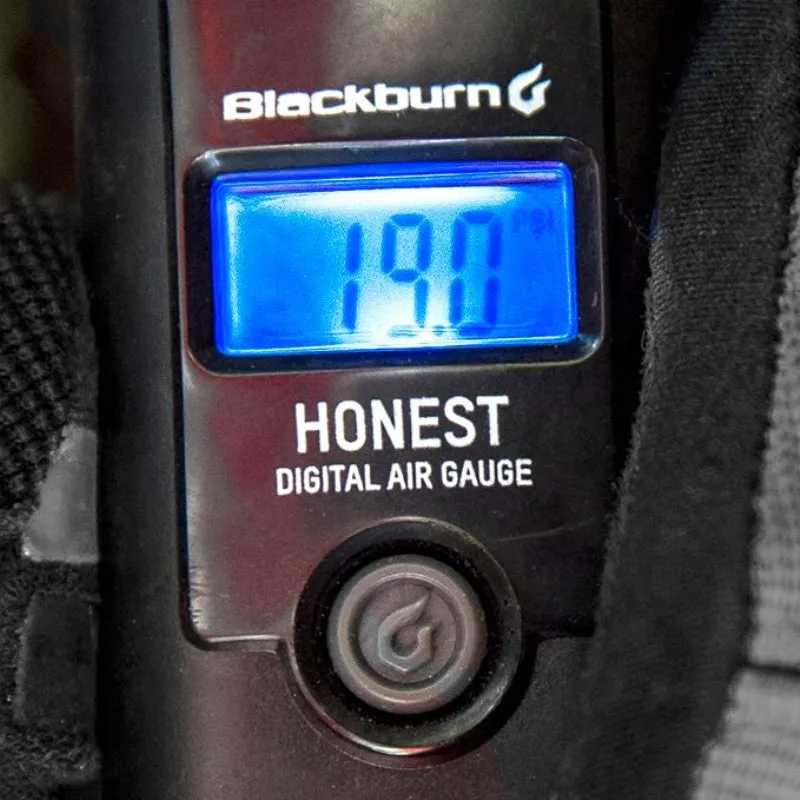 Blackburn
19.0 PSI
HONEST
DIGITAL AIR GAUGE